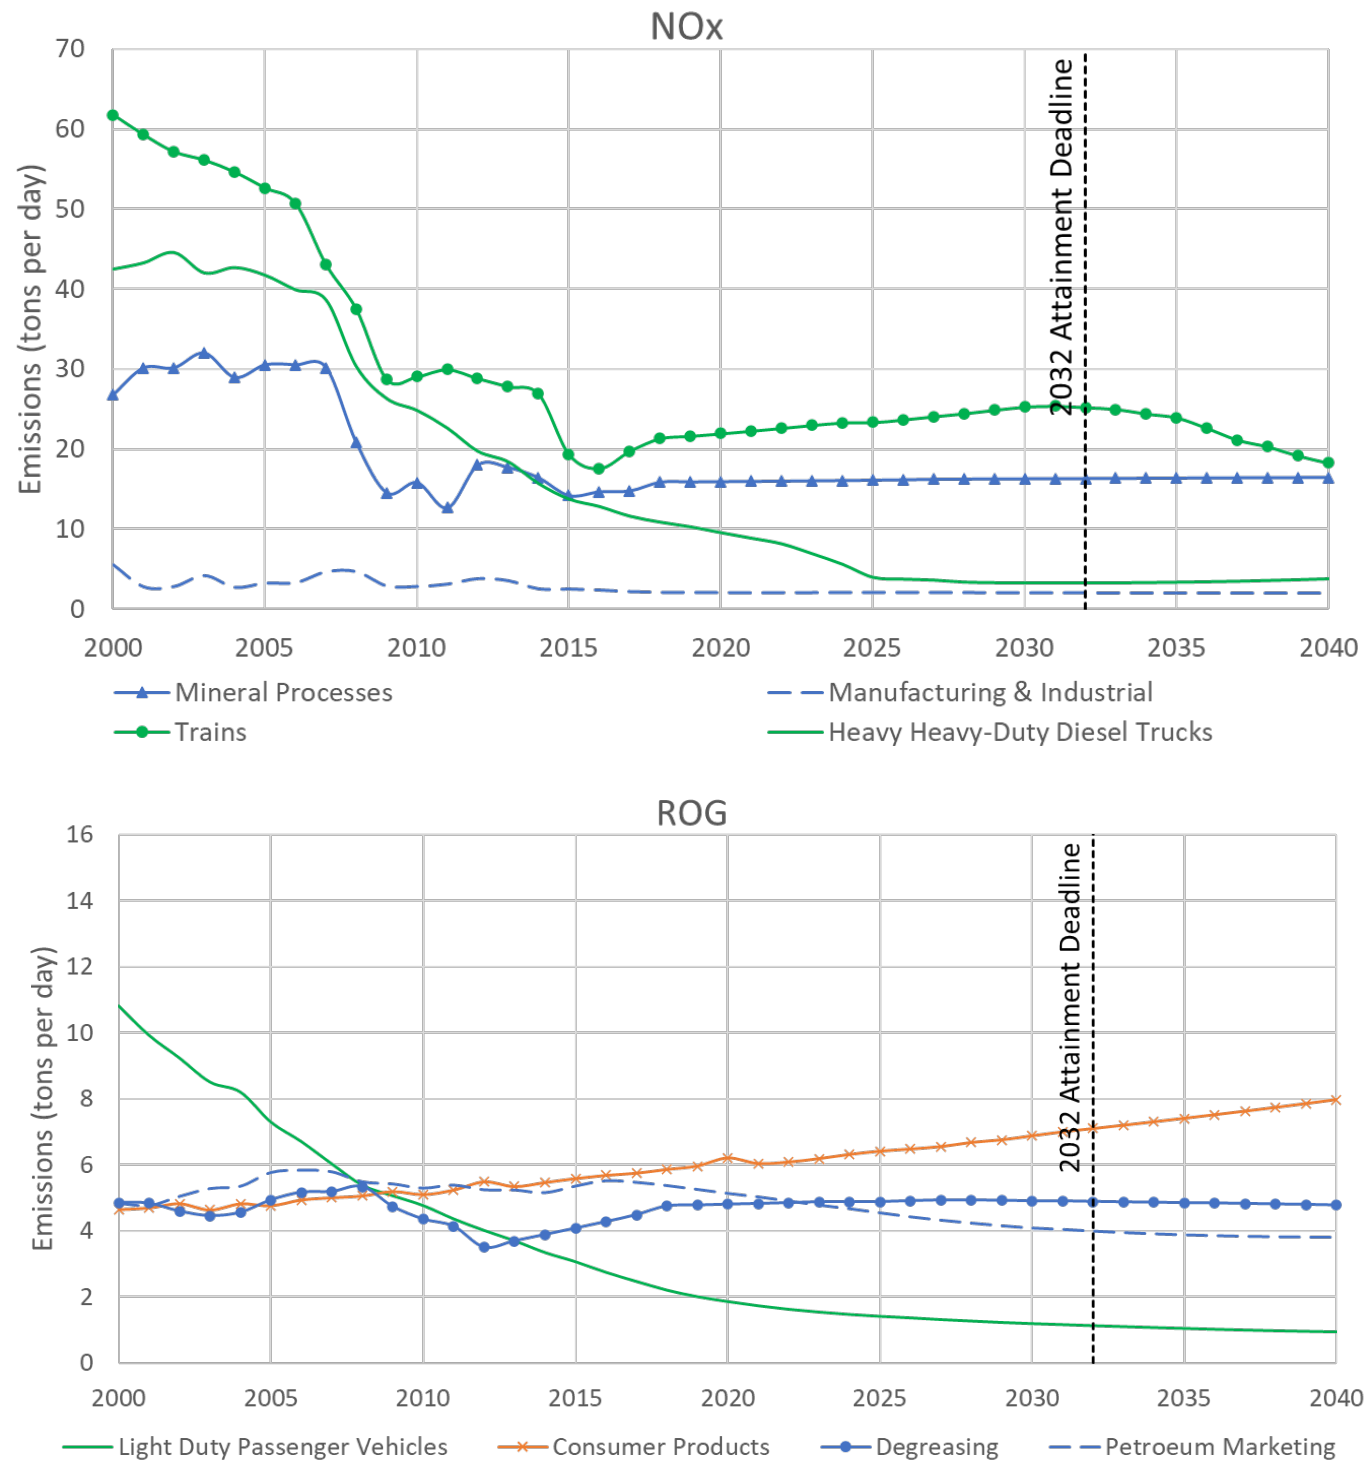 NOx
70
60
50
40
30
20
10
0
Emissions (tons per day)
2032 Attainment Deadline
2000 2005 2010 2015 2020 2025 2030 2035 2040
Mineral Processes Manufacturing & Industrial
Trains Heavy Heavy-Duty Diesel Trucks
ROG
16
14
12
10
8
6
4
2
0
Emissions (tons per day)
2032 Attainment Deadline
2000 2005 2010 2015 2020 2025 2030 2035 2040
Light Duty Passenger Vehicles Consumer Products Degreasing Petroeum Marketing